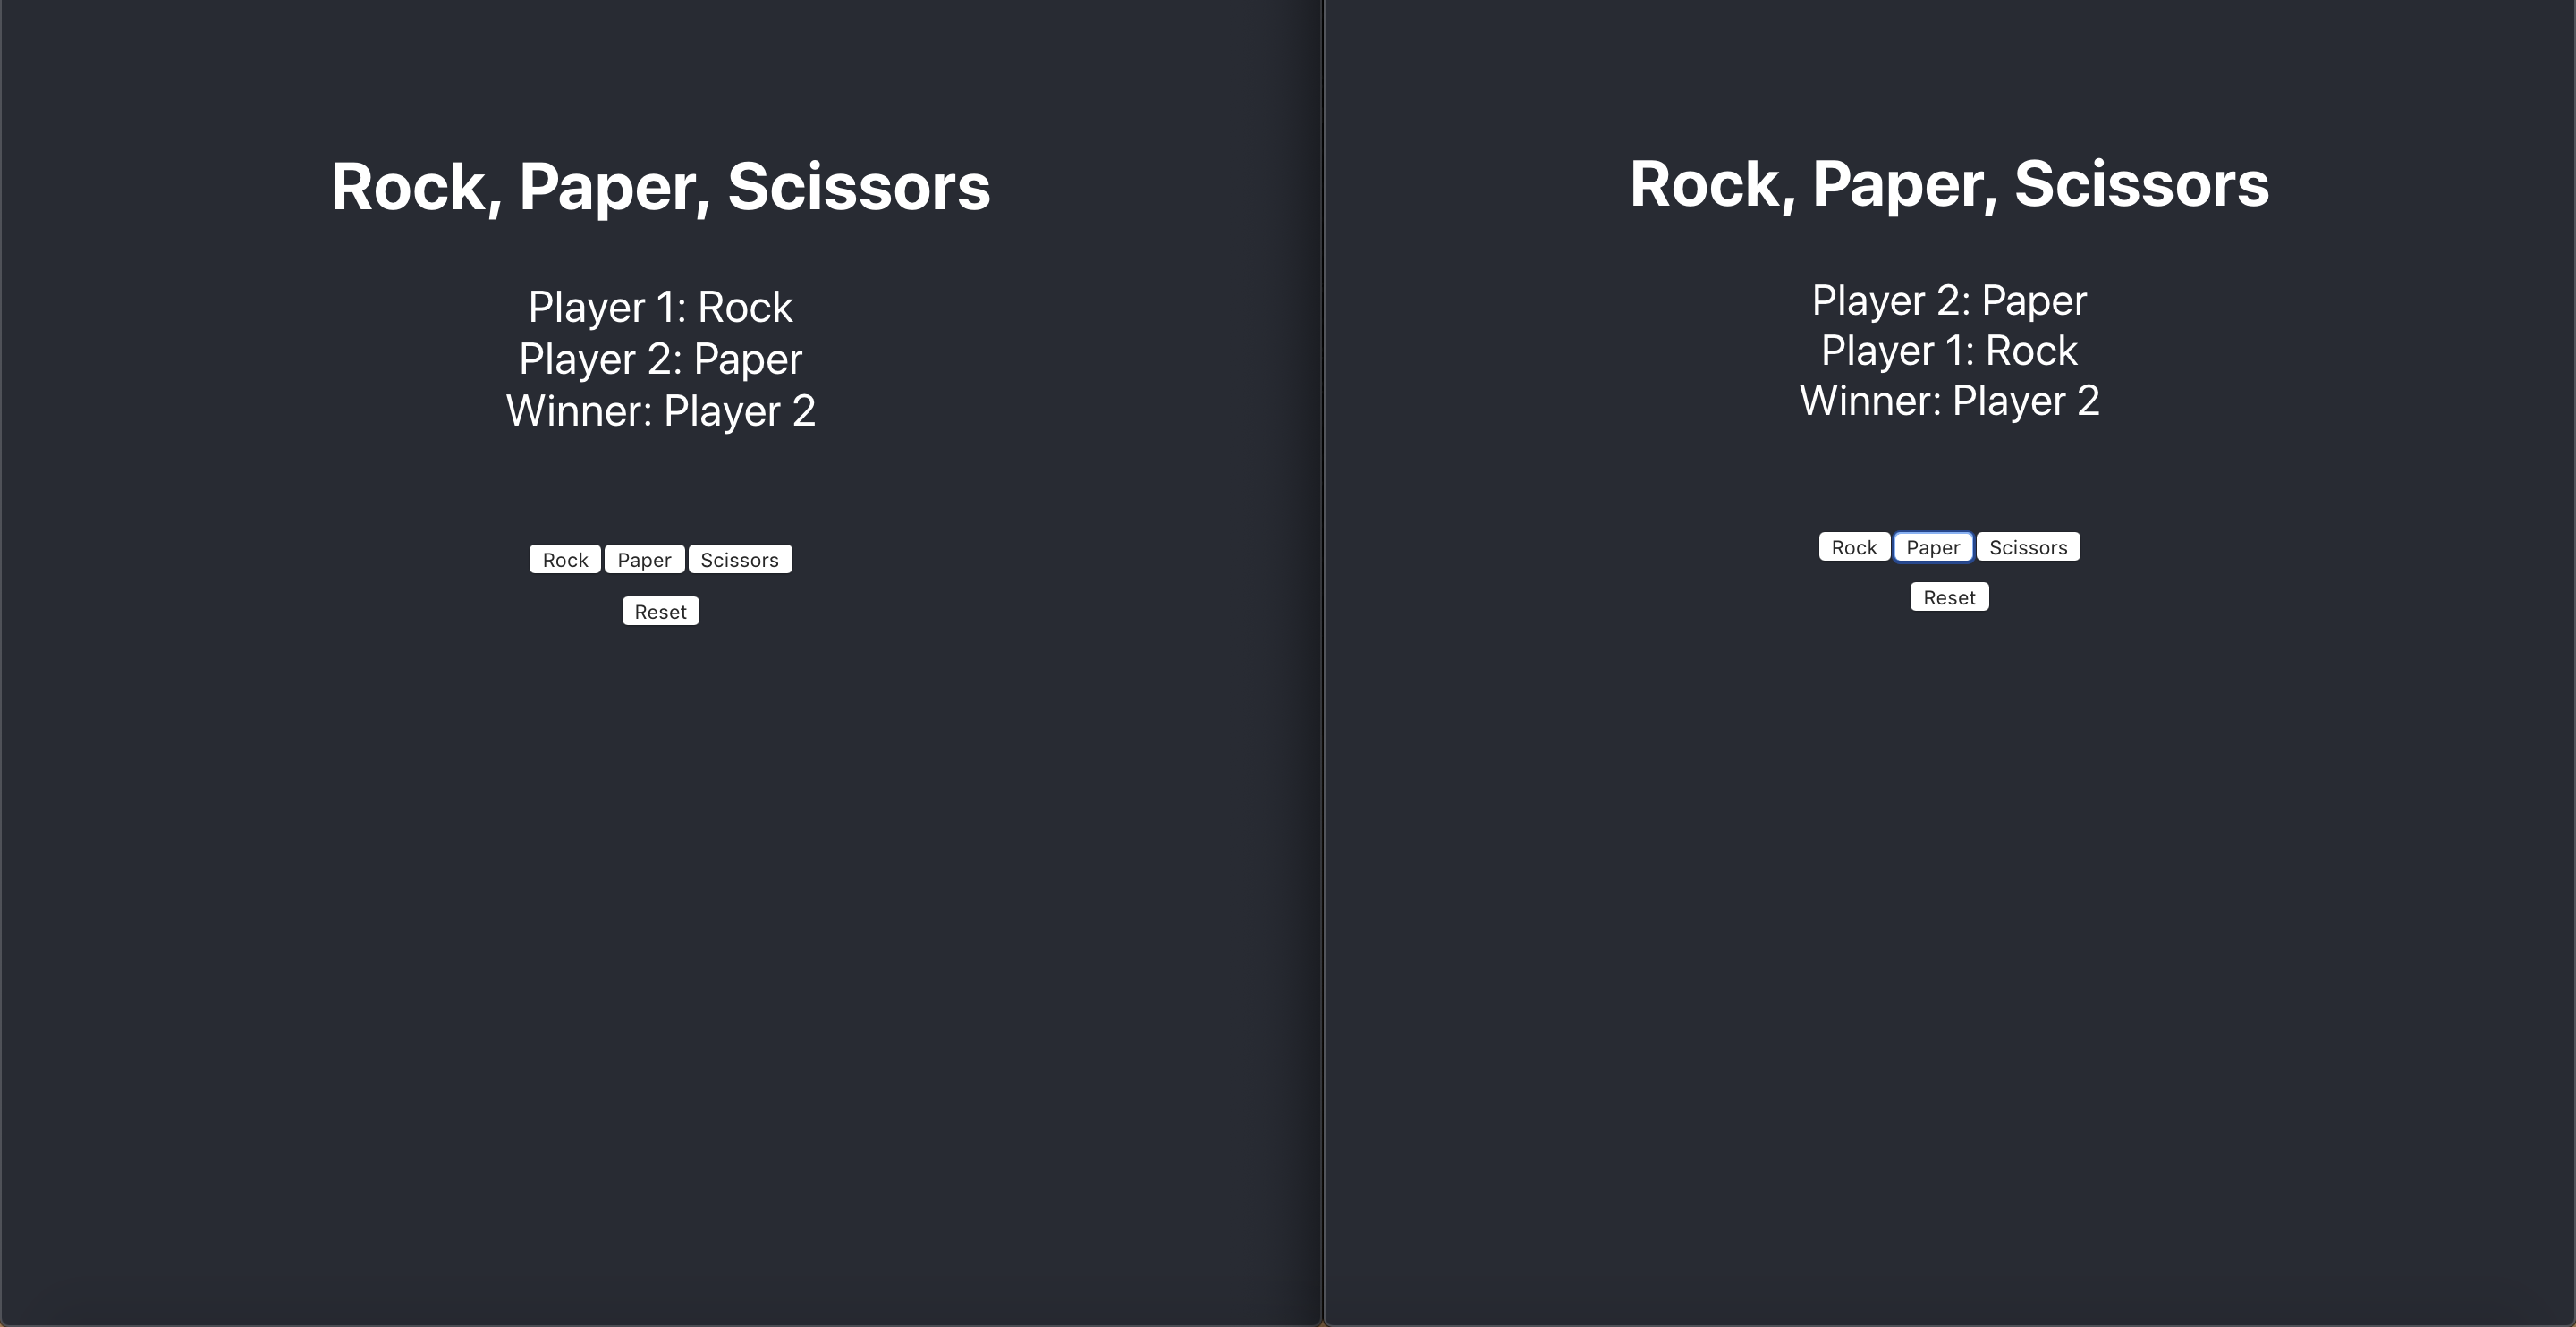 Rock, Paper, Scissors
Player 1: Rock
Player 2: Paper
Winner: Player 2
Rock Paper Scissors
Reset
Rock, Paper, Scissors
Player 2: Paper
Player 1: Rock
Winner: Player 2
Rock Paper Scissors
Reset